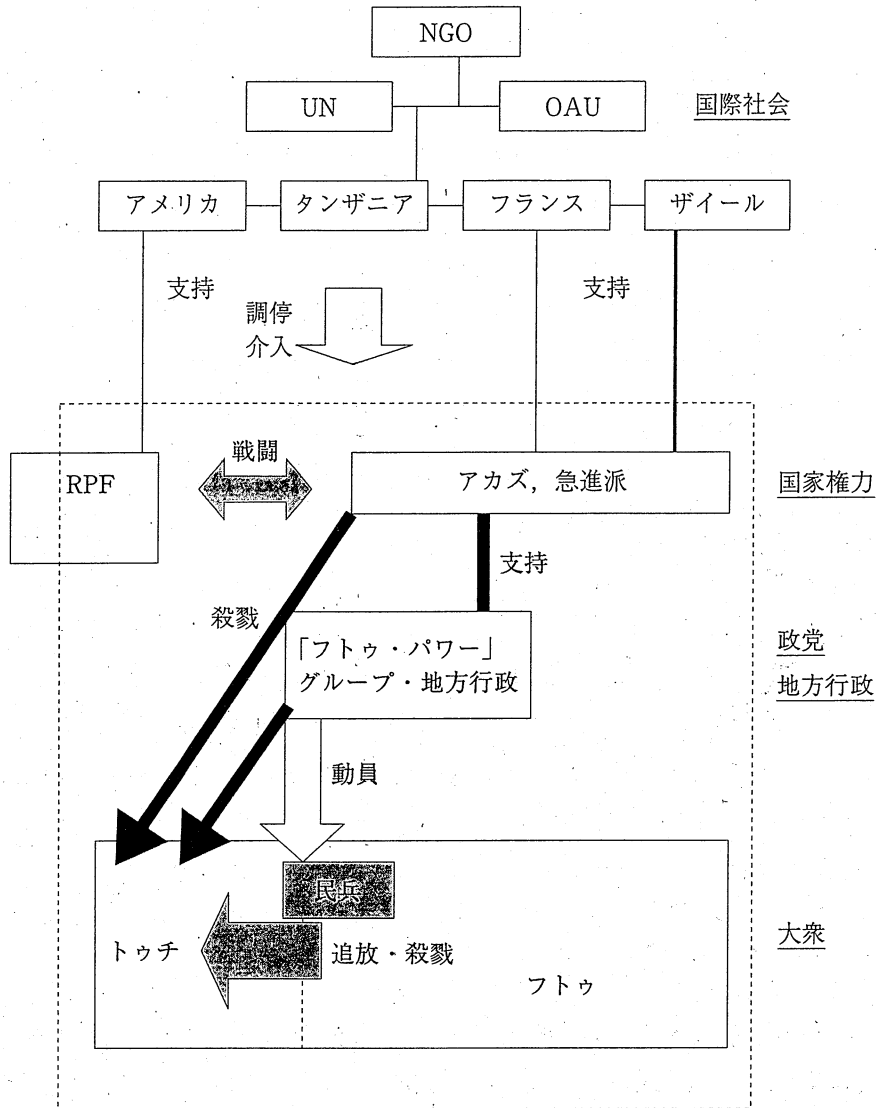 NGO
UN
OAU
国際社会
アメリカ
タンザニア
フランス
ザイール
支持
調停
介入
支持
戦闘
RPF
アカズ，急進派
国家権力
支持
殺戮
「フトゥ・パワー」
グループ・地方行政
政党
地方行政
動員
民兵
トゥチ
追放・殺戮
フトゥ
大衆